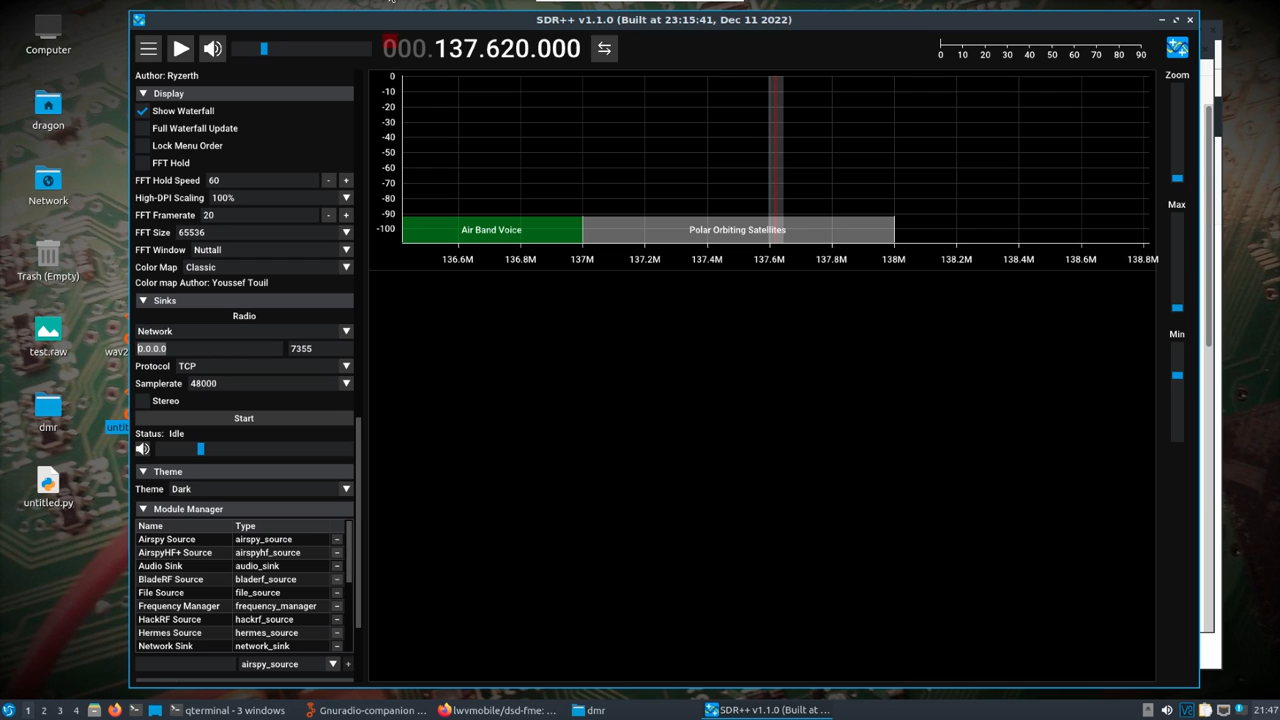 SDR++ v1.1.0 (Built at 23:15:41, Dec 11 2022)
Computer
dragon
Network
Trash (Empty)
test.raw
wav2
dmr
untit
untitled.py
000.137.620.000
0 10 20 30 40 50 60 70 80 90
Author: Ryzerth
Display
Show Waterfall
Full Waterfall Update
Lock Menu Order
FFT Hold
FFT Hold Speed 60 - +
High-DPI Scaling 100%
FFT Framerate 20 - +
FFT Size 65536
FFT Window Nuttall
Color Map Classic
Color map Author: Youssef Touil
Sinks
Radio
Network
0.0.0.0 7355
Protocol TCP
Samplerate 48000
Stereo
Start
Status: Idle
Theme
Theme Dark
Module Manager
Name Type
Airspy Source airspy_source -
AirspyHF+ Source airspyhf_source -
Audio Sink audio_sink -
BladeRF Source bladerf_source -
File Source file_source -
Frequency Manager frequency_manager -
HackRF Source hackrf_source -
Hermes Source hermes_source -
Network Sink network_sink -
airspy_source +
0
-10
-20
-30
-40
-50
-60
-70
-80
-90
-100
Air Band Voice
Polar Orbiting Satellites
136.6M 136.8M 137M 137.2M 137.4M 137.6M 137.8M 138M 138.2M 138.4M 138.6M 138.8M
Zoom
Max
Min
1 2 3 4
qterminal - 3 windows
Gnuradio-companion ...
lwvmobile/dsd-fme: ...
dmr
SDR++ v1.1.0 (Built at ...
21:47